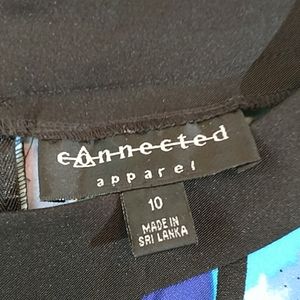 connected
apparel
10
MADE IN
SRI LANKA